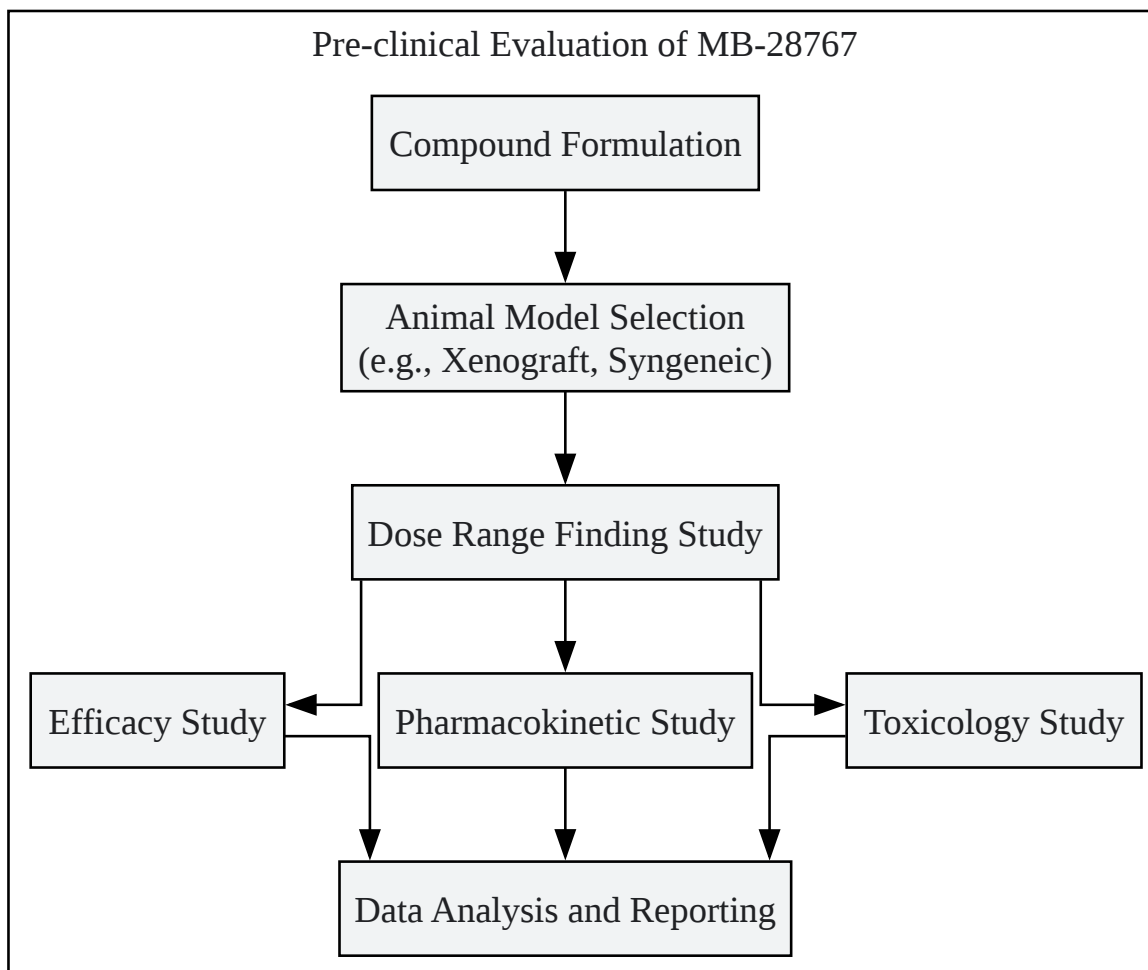 Pre-clinical Evaluation of MB-28767
Compound Formulation
Animal Model Selection
(e.g., Xenograft, Syngeneic)
Dose Range Finding Study
Efficacy Study
Pharmacokinetic Study
Toxicology Study
Data Analysis and Reporting